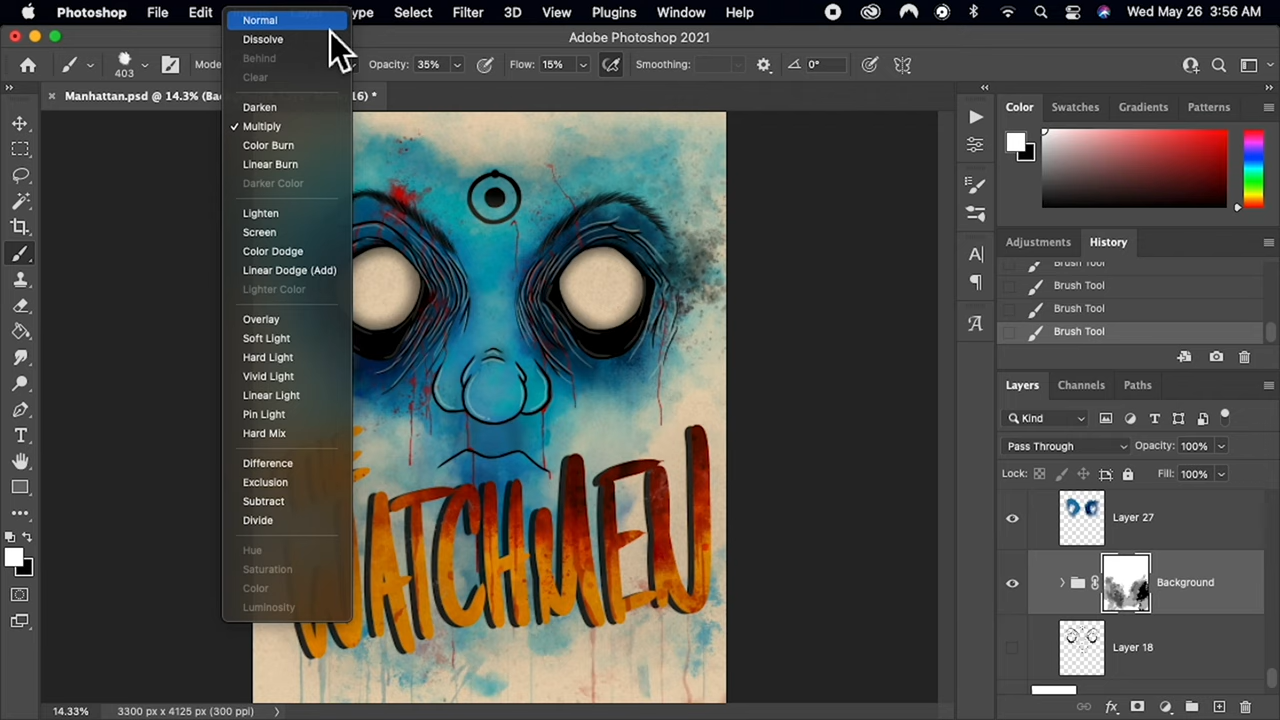 Photoshop File Edit Type Select Filter 3D View Plugins Window Help Wed May 26 3:56 AM
Adobe Photoshop 2021
403 Mode Opacity: 35% Flow: 15% Smoothing: 0°
Manhattan.psd @ 14.3% 16) *
Normal
Dissolve
Behind
Clear
Darken
Multiply
Color Burn
Linear Burn
Darker Color
Lighten
Screen
Color Dodge
Linear Dodge (Add)
Lighter Color
Overlay
Soft Light
Hard Light
Vivid Light
Linear Light
Pin Light
Hard Mix
Difference
Exclusion
Subtract
Divide
Hue
Saturation
Color
Luminosity
WATCHMEN
Color Swatches Gradients Patterns
Adjustments History
Brush Tool
Brush Tool
Brush Tool
Brush Tool
Layers Channels Paths
Kind
Pass Through Opacity: 100%
Lock: Fill: 100%
Layer 27
Background
Layer 18
14.33% 3300 px x 4125 px (300 ppi)